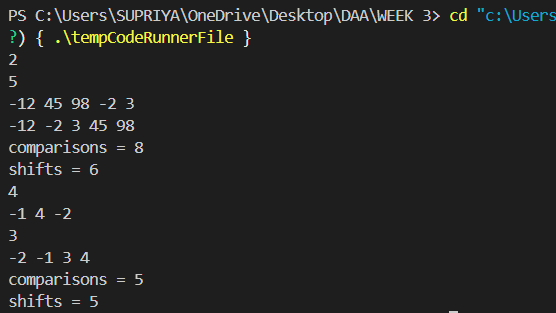 PS C:\Users\SUPRIYA\OneDrive\Desktop\DAA\WEEK 3> cd "c:\Users
?) { .\tempCodeRunnerFile }
2
5
-12 45 98 -2 3
-12 -2 3 45 98
comparisons = 8
shifts = 6
4
-1 4 -2
3
-2 -1 3 4
comparisons = 5
shifts = 5